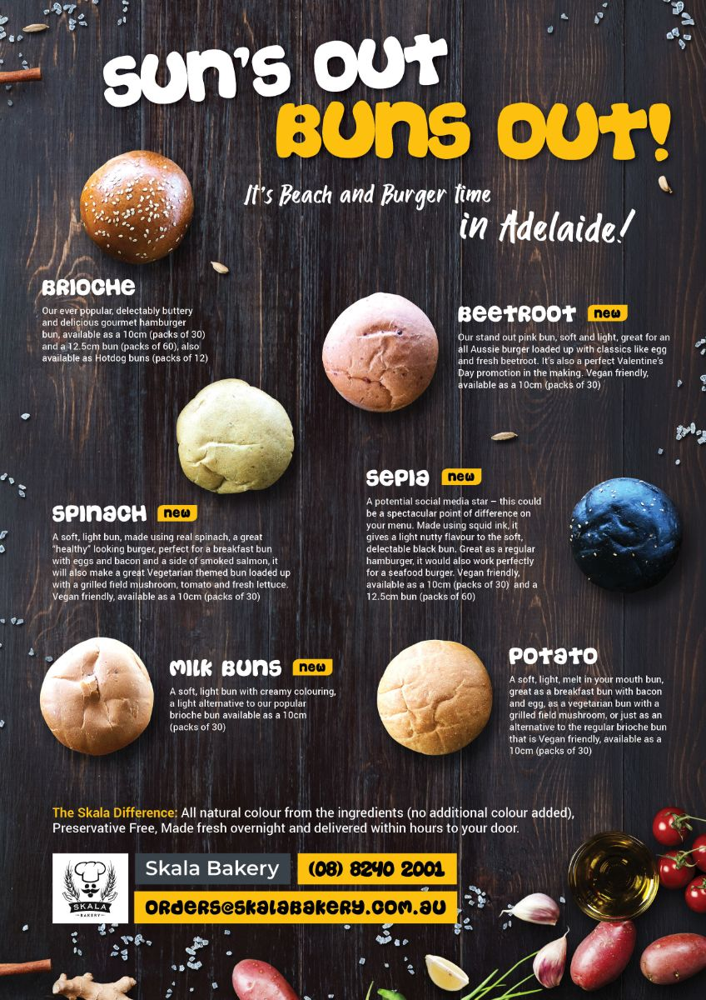 Sun's Out
Buns Out!
It's Beach and Burger time
in Adelaide!
Brioche
Our ever popular, delectably buttery
and delicious gourmet hamburger
bun, available as a 10cm (packs of 30)
and a 12.5cm bun (packs of 60), also
available as Hotdog buns (packs of 12)
Beetroot new
Our stand out pink bun, soft and light, great for an
all Aussie burger loaded up with classics like egg
and fresh beetroot. It's also a perfect Valentine's
Day promotion in the making. Vegan friendly,
available as a 10cm (packs of 30)
Spinach new
A soft, light bun, made using real spinach, a great
"healthy" looking burger, perfect for a breakfast bun
with eggs and bacon and a side of smoked salmon, it
will also make a great Vegetarian themed bun loaded up
with a grilled field mushroom, tomato and fresh lettuce.
Vegan friendly, available as a 10cm (packs of 30)
Sepia new
A potential social media star – this could
be a spectacular point of difference on
your menu. Made using squid ink, it
gives a light nutty flavour to the soft,
delectable black bun. Great as a regular
hamburger, it would also work perfectly
for a seafood burger. Vegan friendly,
available as a 10cm (packs of 30) and a
12.5cm bun (packs of 60)
Milk Buns new
A soft, light bun with creamy colouring,
a light alternative to our popular
brioche bun available as a 10cm
(packs of 30)
Potato
A soft, light, melt in your mouth bun,
great as a breakfast bun with bacon
and egg, as a vegetarian bun with a
grilled field mushroom, or just as an
alternative to the regular brioche bun
that is Vegan friendly, available as a
10cm (packs of 30)
The Skala Difference: All natural colour from the ingredients (no additional colour added),
Preservative Free, Made fresh overnight and delivered within hours to your door.
SKALA
BAKERY
Skala Bakery (08) 8240 2001
orders@skalabakery.com.au